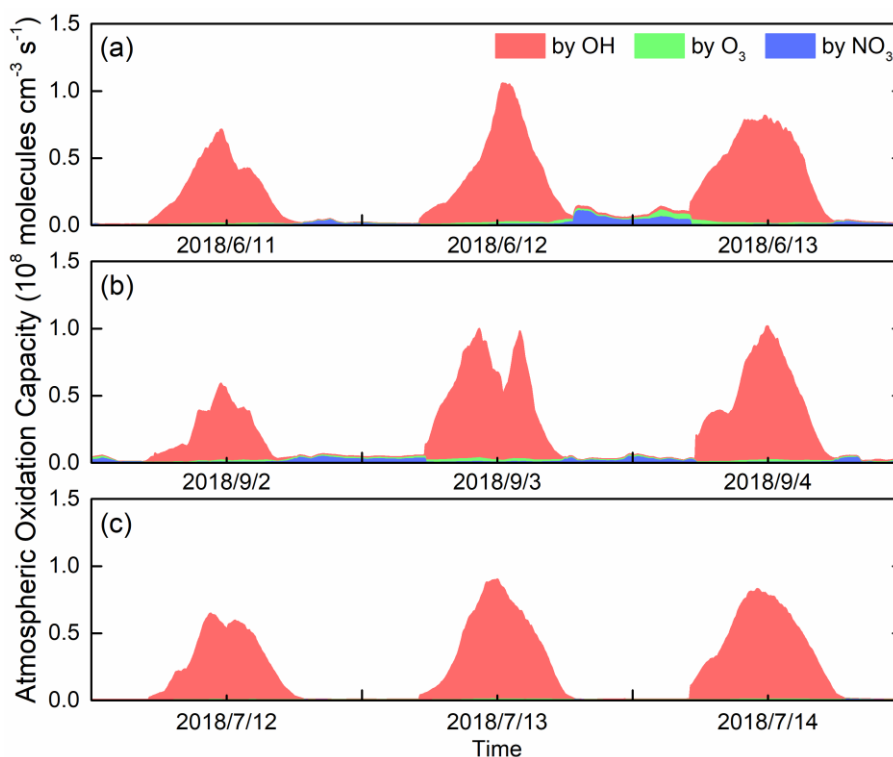 Atmospheric Oxidation Capacity (10⁸ molecules cm⁻³ s⁻¹)
(a)
by OH by O₃ by NO₃
1.5
1.0
0.5
0.0
2018/6/11 2018/6/12 2018/6/13
(b)
1.5
1.0
0.5
0.0
2018/9/2 2018/9/3 2018/9/4
(c)
1.5
1.0
0.5
0.0
2018/7/12 2018/7/13 2018/7/14
Time